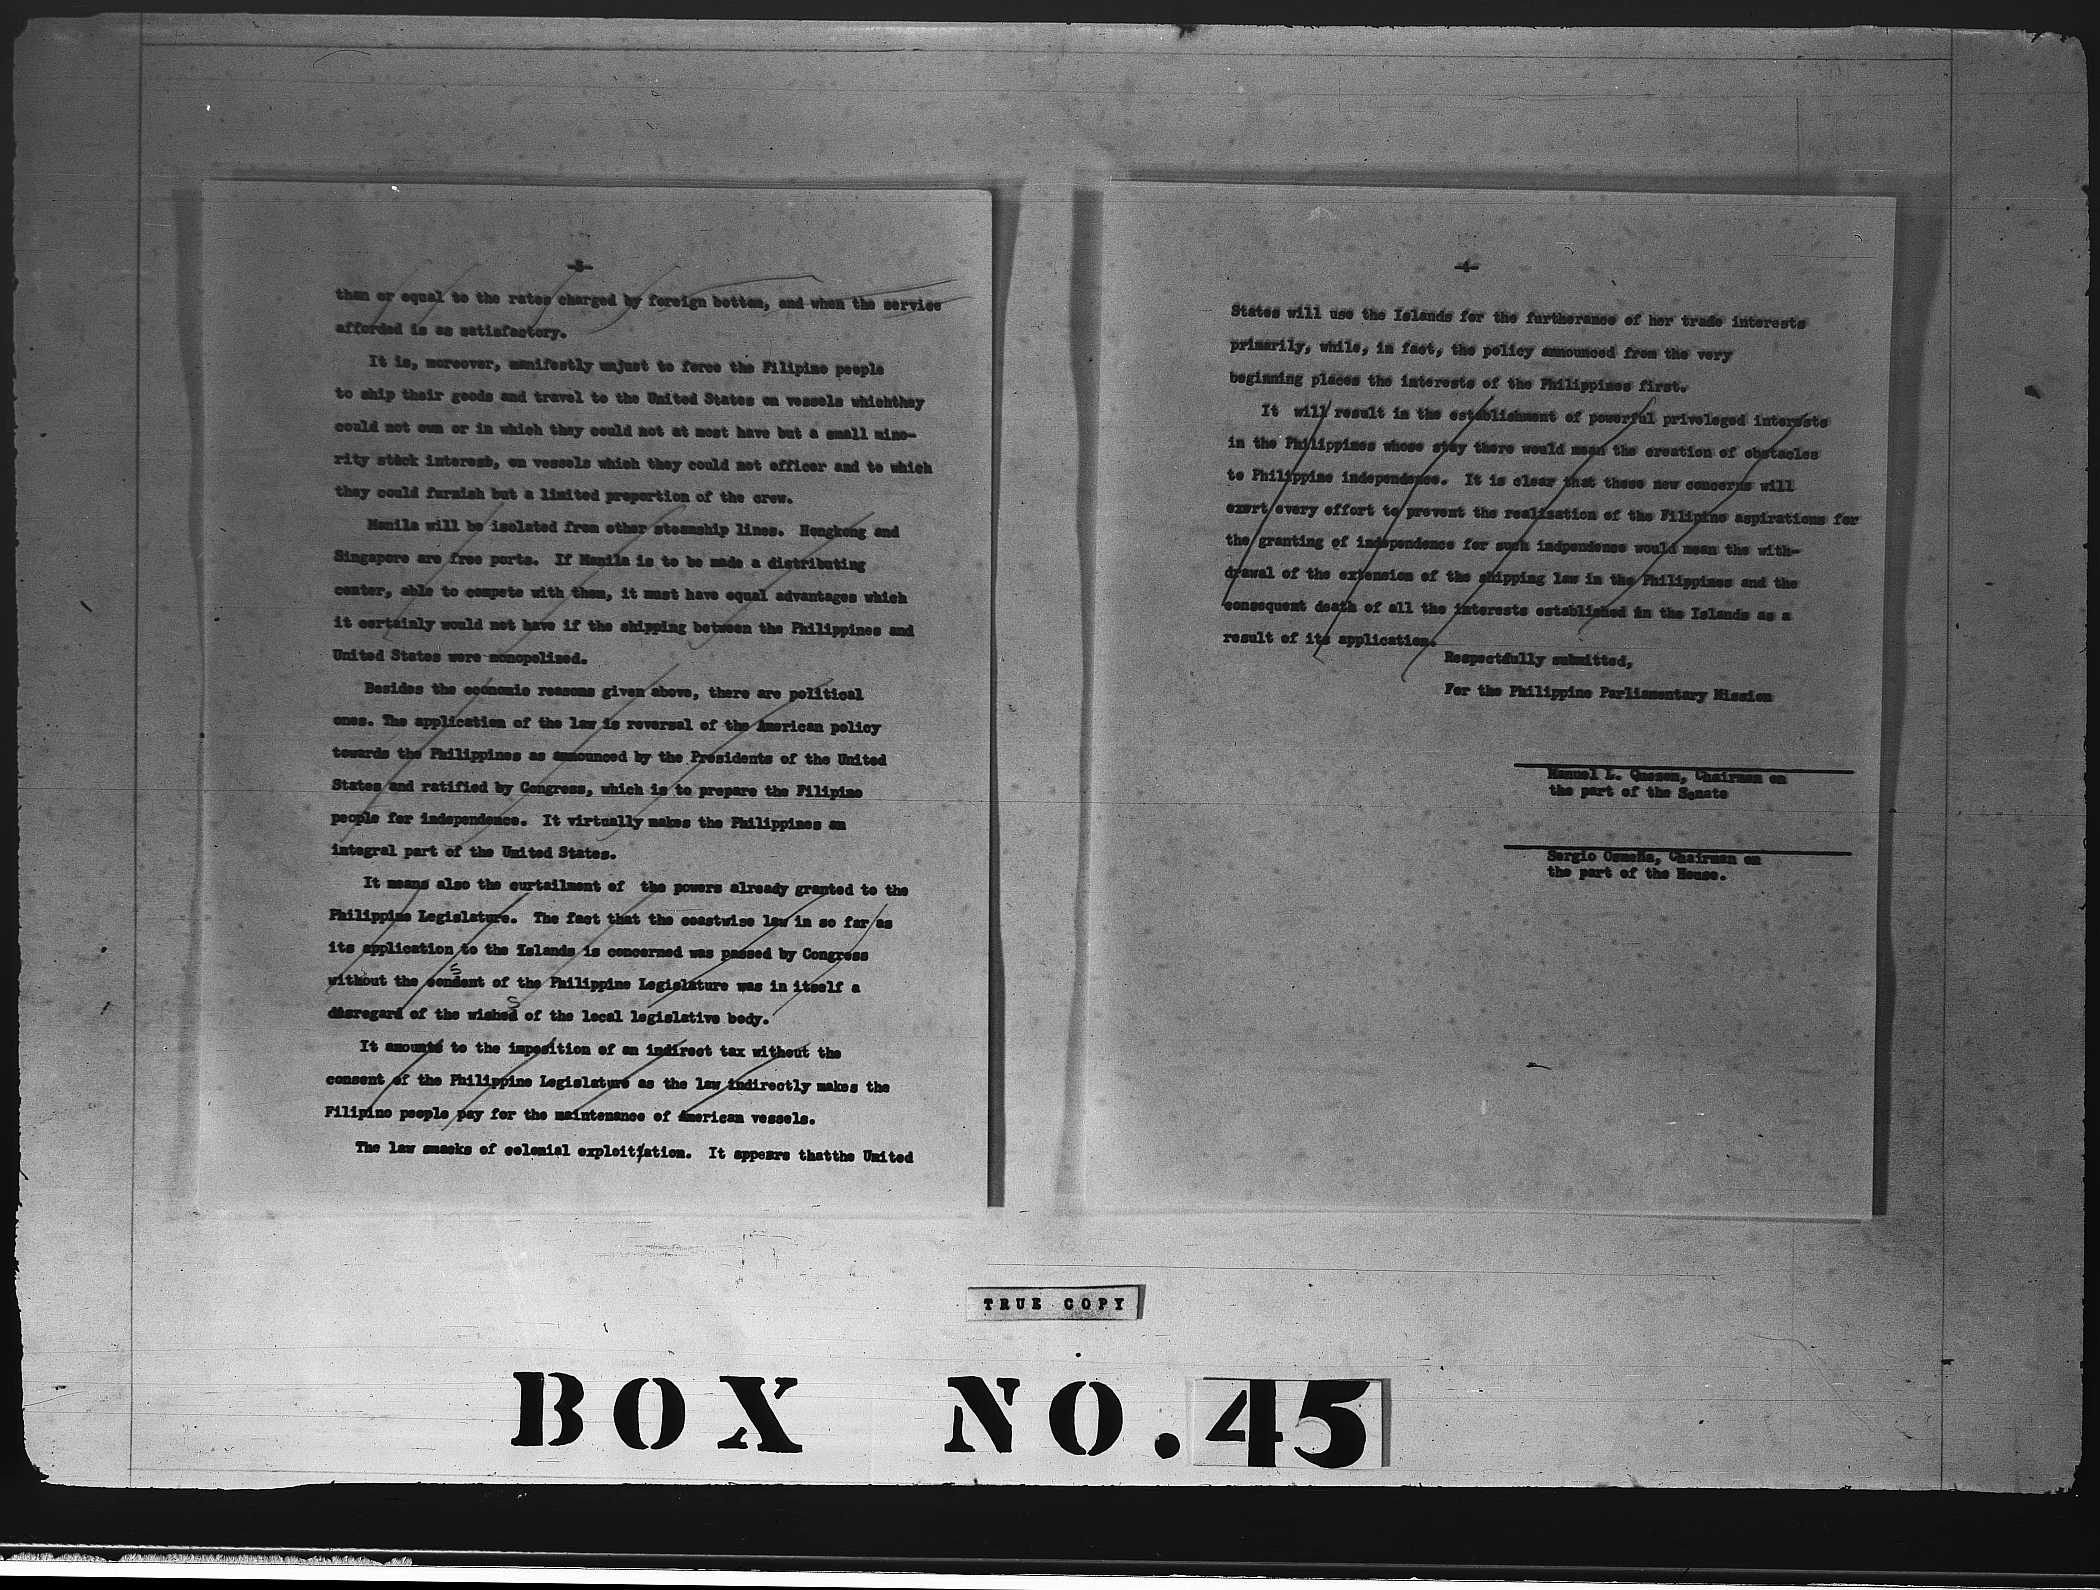 -3-
than or equal to the rates charged by foreign bottom, and when the service
afforded is as satisfactory.
It is, moreover, manifestly unjust to force the Filipino people
to ship their goods and travel to the United States on vessels whichthey
could not own or in which they could not at most have but a small mino-
rity stock interest, on vessels which they could not officer and to which
they could furnish but a limited proportion of the crew.
Manila will be isolated from other steamship lines. Hongkong and
Singapore are free ports. If Manila is to be made a distributing
center, able to compete with them, it must have equal advantages which
it certainly would not have if the shipping between the Philippines and
United States were monopolized.
Besides the economic reasons given above, there are political
ones. The application of the law is reversal of the American policy
towards the Philippines as announced by the Presidents of the United
States and ratified by Congress, which is to prepare the Filipino
people for independence. It virtually makes the Philippines an
integral part of the United States.
It means also the curtailment of the powers already granted to the
Philippine Legislature. The fact that the coastwise law in so far as
its application to the Islands is concerned was passed by Congress
without the consent of the Philippine Legislature was in itself a
disregard of the wishes of the local legislative body.
It amounts to the imposition of an indirect tax without the
consent of the Philippine Legislature as the law indirectly makes the
Filipino people pay for the maintenance of American vessels.
The law smacks of colonial exploitation. It appears thatthe United
-4-
States will use the Islands for the furtherance of her trade interests
primarily, while, in fact, the policy announced from the very
beginning places the interests of the Philippines first.
It will result in the establishment of powerful priveleged interests
in the Philippines whose stay there would mean the creation of obstacles
to Philippine independence. It is clear that these new concerns will
exert every effort to prevent the realization of the Filipino aspirations for
the granting of independence for such indpendense would mean the with-
drawal of the extension of the shipping law in the Philippines and the
consequent death of all the interests established in the Islands as a
result of its application.
Respectfully submitted,
For the Philippine Parliamentary Mission
Manuel L. Quezon, Chairman on
the part of the Senate
Sergio Osmeña, Chairman on
the part of the House.
TRUE COPY
BOX NO. 45